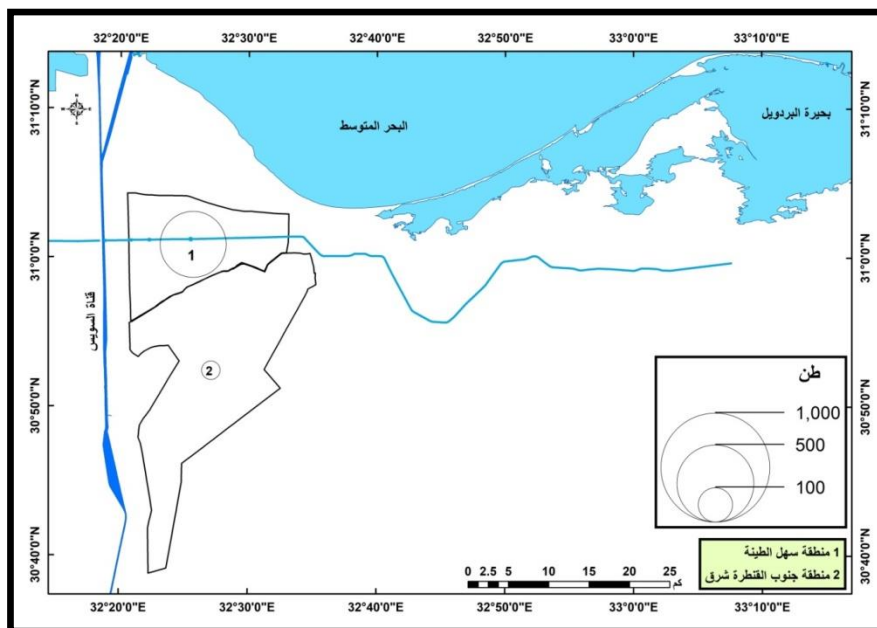 32°20'0"E 32°30'0"E 32°40'0"E 32°50'0"E 33°0'0"E 33°10'0"E
31°10'0"N 31°10'0"N
البحر المتوسط
بحيرة البردويل
31°0'0"N 31°0'0"N
1
قناة السويس
2
30°50'0"N 30°50'0"N
طن
1,000
500
100
30°40'0"N 30°40'0"N
1 منطقة سهل الطينة
2 منطقة جنوب القنطرة شرق
0 2.5 5 10 15 20 25
كم
32°20'0"E 32°30'0"E 32°40'0"E 32°50'0"E 33°0'0"E 33°10'0"E